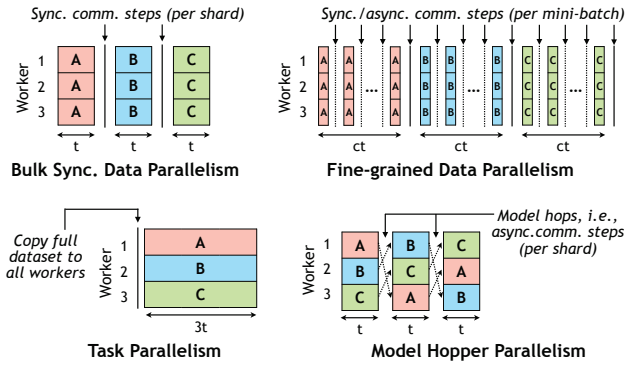 Sync. comm. steps (per shard)
Worker
1 A B C
2 A B C
3 A B C
t t t
Bulk Sync. Data Parallelism
Sync./async. comm. steps (per mini-batch)
Worker
1 A A ... A B B ... B C C ... C
2 A A ... A B B ... B C C ... C
3 A A ... A B B ... B C C ... C
ct ct ct
Fine-grained Data Parallelism
Copy full
dataset to
all workers
Worker
1 A
2 B
3 C
3t
Task Parallelism
Model hops, i.e.,
async.comm. steps
(per shard)
Worker
1 A B C
2 B C A
3 C A B
t t t
Model Hopper Parallelism